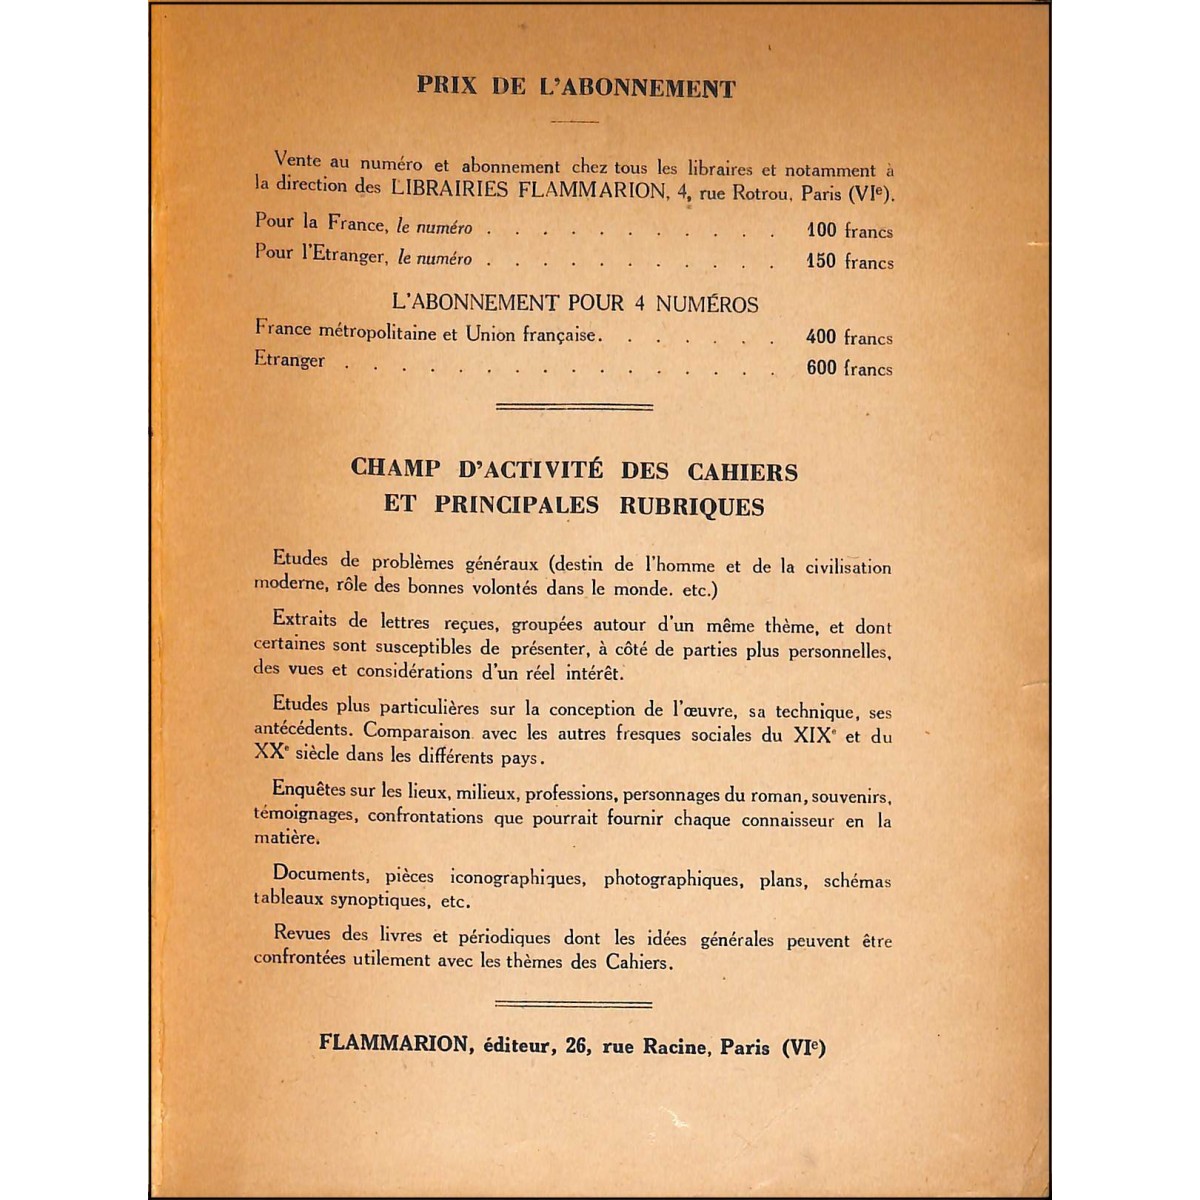 PRIX DE L'ABONNEMENT
Vente au numéro et abonnement chez tous les libraires et notamment à
la direction des LIBRAIRIES FLAMMARION, 4, rue Rotrou, Paris (VIe).
Pour la France, le numéro . . . . . . . . . . . 100 francs
Pour l'Etranger, le numéro . . . . . . . . . . . 150 francs
L'ABONNEMENT POUR 4 NUMÉROS
France métropolitaine et Union française. . . . . . . 400 francs
Etranger . . . . . . . . . . . . . . . . 600 francs
CHAMP D'ACTIVITÉ DES CAHIERS
ET PRINCIPALES RUBRIQUES
Etudes de problèmes généraux (destin de l'homme et de la civilisation
moderne, rôle des bonnes volontés dans le monde. etc.)
Extraits de lettres reçues, groupées autour d'un même thème, et dont
certaines sont susceptibles de présenter, à côté de parties plus personnelles,
des vues et considérations d'un réel intérêt.
Etudes plus particulières sur la conception de l'œuvre, sa technique, ses
antécédents. Comparaison avec les autres fresques sociales du XIXe et du
XXe siècle dans les différents pays.
Enquêtes sur les lieux, milieux, professions, personnages du roman, souvenirs,
témoignages, confrontations que pourrait fournir chaque connaisseur en la
matière.
Documents, pièces iconographiques, photographiques, plans, schémas
tableaux synoptiques, etc.
Revues des livres et périodiques dont les idées générales peuvent être
confrontées utilement avec les thèmes des Cahiers.
FLAMMARION, éditeur, 26, rue Racine, Paris (VIe)